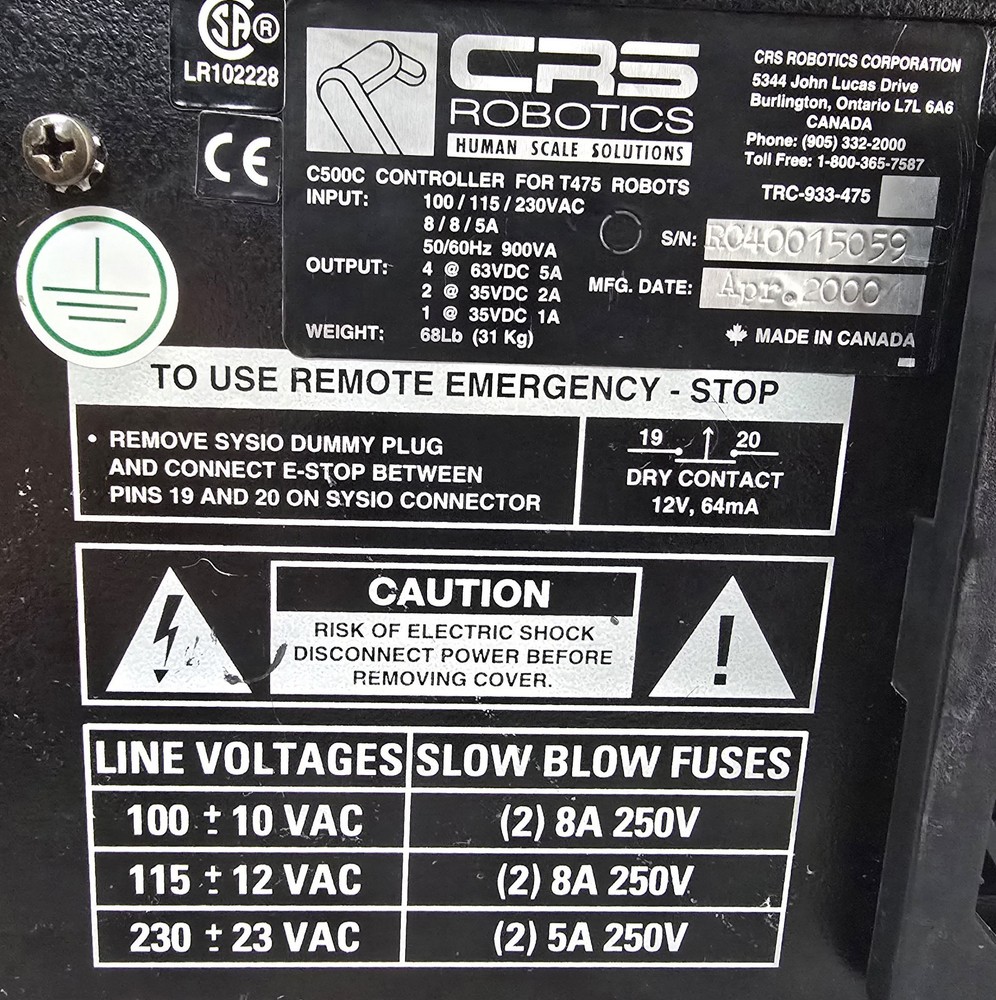 SA ®
LR102228
CE
CRS
ROBOTICS
HUMAN SCALE SOLUTIONS
CRS ROBOTICS CORPORATION
5344 John Lucas Drive
Burlington, Ontario L7L 6A6
CANADA
Phone: (905) 332-2000
Toll Free: 1-800-365-7587
C500C CONTROLLER FOR T475 ROBOTS
INPUT: 100 / 115 / 230VAC
8 / 8 / 5A
50/60Hz 900VA
OUTPUT: 4 @ 63VDC 5A
2 @ 35VDC 2A
1 @ 35VDC 1A
WEIGHT: 68Lb (31 Kg)
TRC-933-475
S/N: RC40015059
MFG. DATE: Apr. 2000
MADE IN CANADA
TO USE REMOTE EMERGENCY - STOP
• REMOVE SYSIO DUMMY PLUG
AND CONNECT E-STOP BETWEEN
PINS 19 AND 20 ON SYSIO CONNECTOR
19 20
DRY CONTACT
12V, 64mA
CAUTION
RISK OF ELECTRIC SHOCK
DISCONNECT POWER BEFORE
REMOVING COVER.
!
LINE VOLTAGES SLOW BLOW FUSES
100 ± 10 VAC (2) 8A 250V
115 ± 12 VAC (2) 8A 250V
230 ± 23 VAC (2) 5A 250V